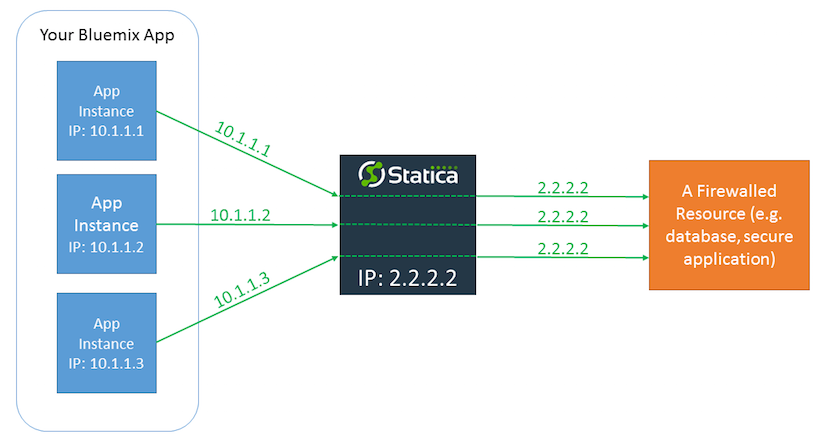 Your Bluemix App
App
Instance
IP: 10.1.1.1
App
Instance
IP: 10.1.1.2
App
Instance
IP: 10.1.1.3
10.1.1.1
10.1.1.2
10.1.1.3
Statica
IP: 2.2.2.2
2.2.2.2
2.2.2.2
2.2.2.2
A Firewalled
Resource (e.g.
database, secure
application)